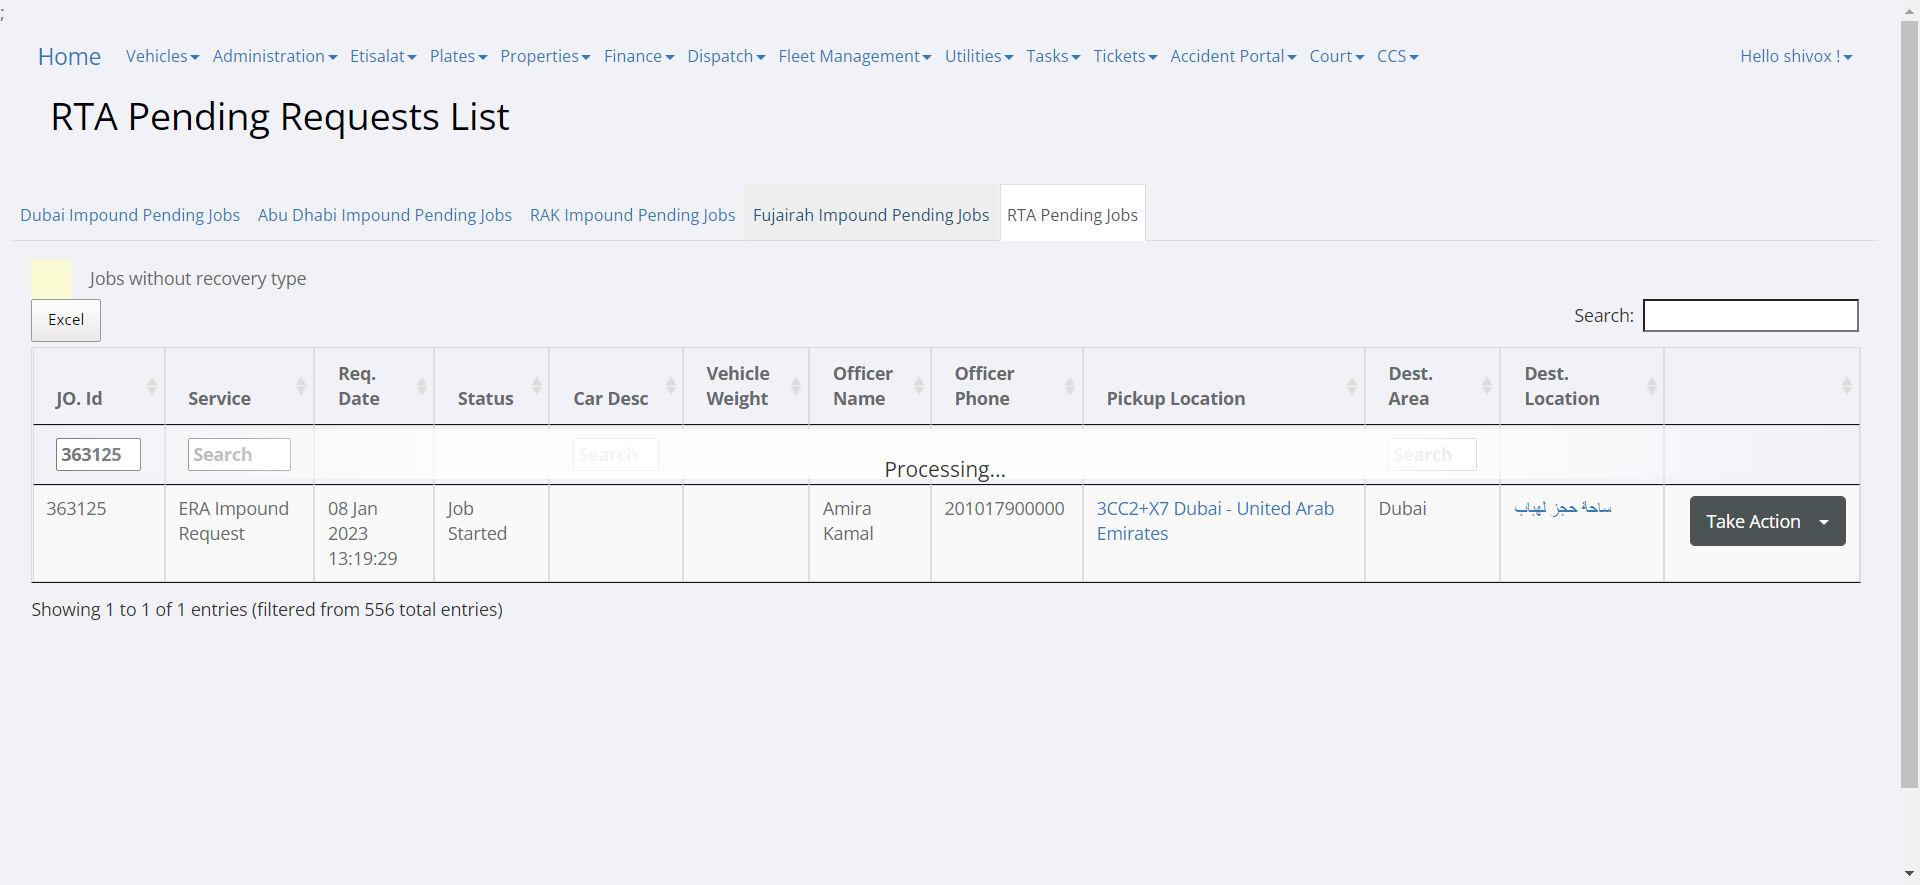 ;
Home Vehicles Administration Etisalat Plates Properties Finance Dispatch Fleet Management Utilities Tasks Tickets Accident Portal Court CCS Hello shivox !
RTA Pending Requests List
Dubai Impound Pending Jobs Abu Dhabi Impound Pending Jobs RAK Impound Pending Jobs Fujairah Impound Pending Jobs RTA Pending Jobs
Jobs without recovery type
Excel Search:
JO. Id Service Req. Date Status Car Desc Vehicle Weight Officer Name Officer Phone Pickup Location Dest. Area Dest. Location
363125 Search Search Search
Processing...
363125 ERA Impound Request 08 Jan 2023 13:19:29 Job Started Amira Kamal 201017900000 3CC2+X7 Dubai - United Arab Emirates Dubai ساحة حجز لهباب Take Action
Showing 1 to 1 of 1 entries (filtered from 556 total entries)